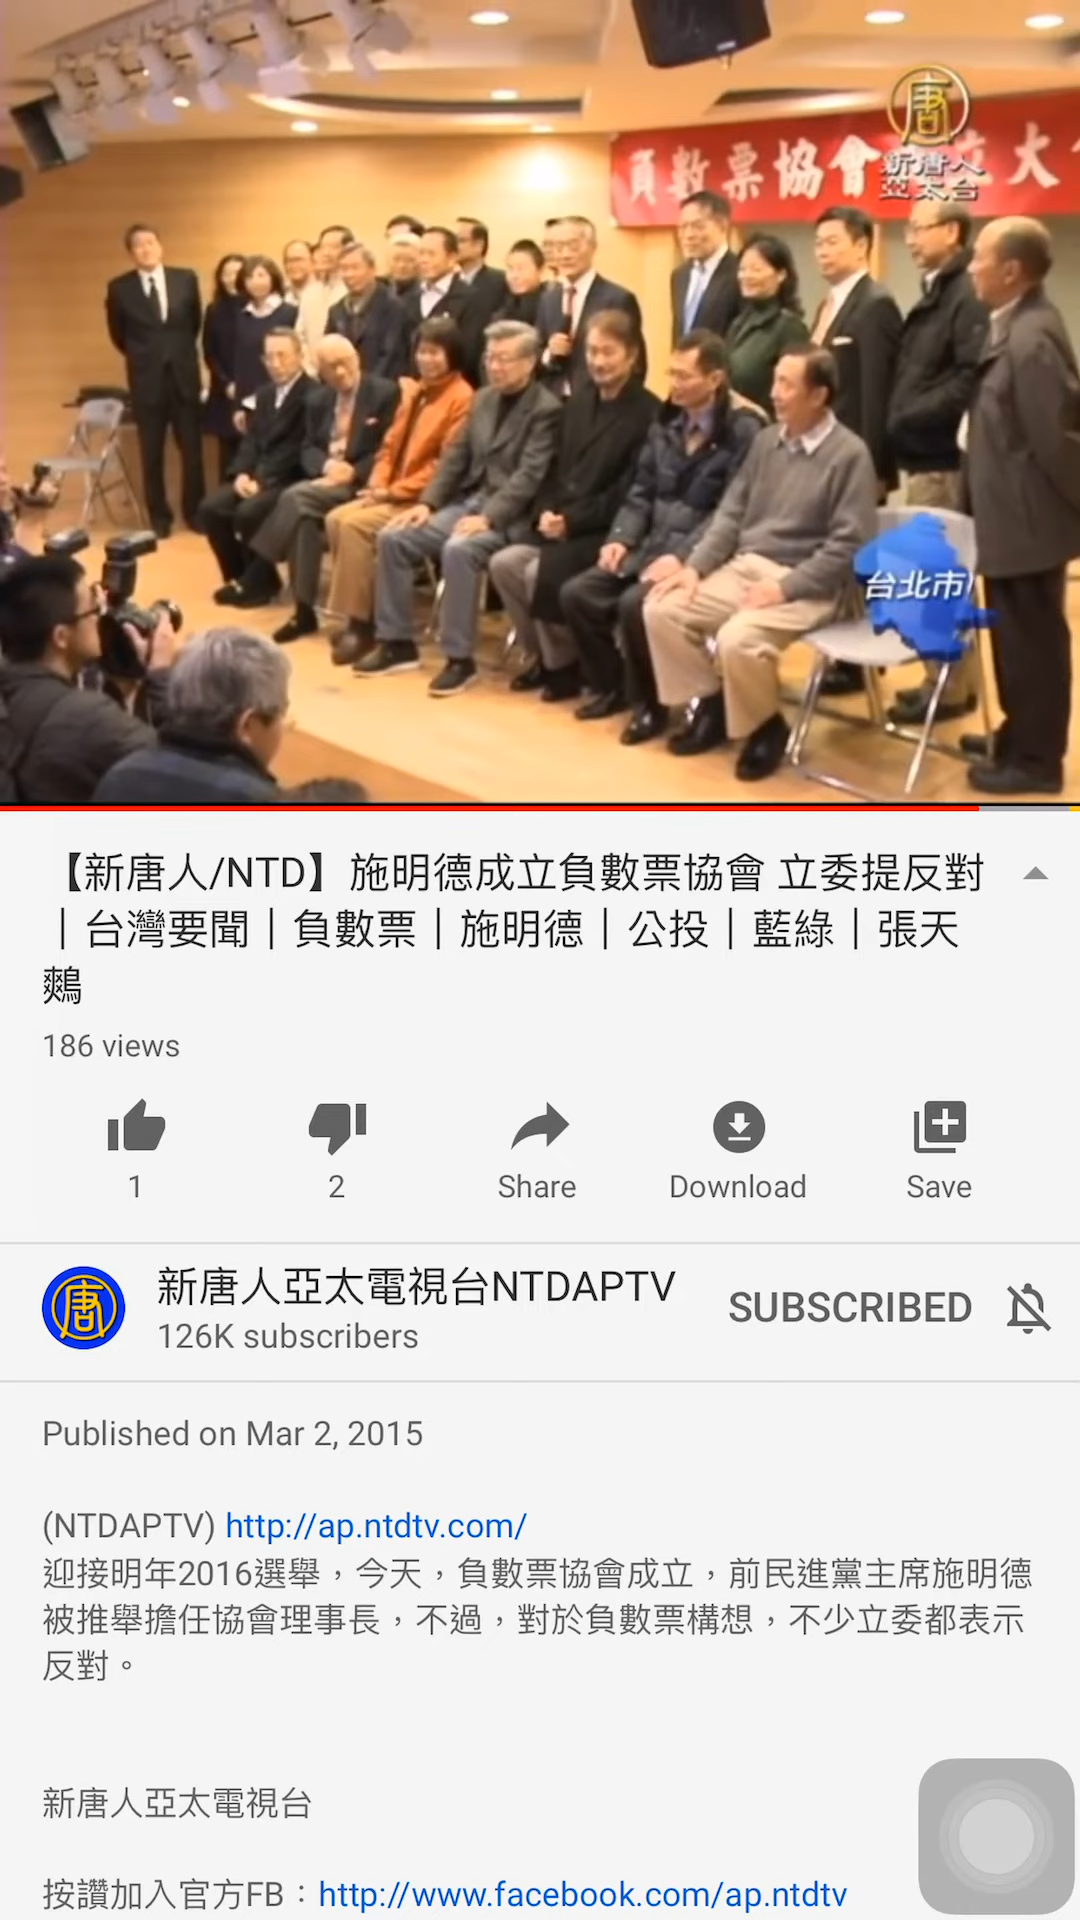 負數票協會成立大
唐
新唐人
亞太台
台北市
【新唐人/NTD】施明德成立負數票協會 立委提反對
｜台灣要聞｜負數票｜施明德｜公投｜藍綠｜張天
鷞
186 views
1
2
Share
Download
Save
唐
新唐人亞太電視台NTDAPTV
126K subscribers
SUBSCRIBED
Published on Mar 2, 2015
(NTDAPTV) http://ap.ntdtv.com/
迎接明年2016選舉，今天，負數票協會成立，前民進黨主席施明德
被推舉擔任協會理事長，不過，對於負數票構想，不少立委都表示
反對。
新唐人亞太電視台
按讚加入官方FB：http://www.facebook.com/ap.ntdtv